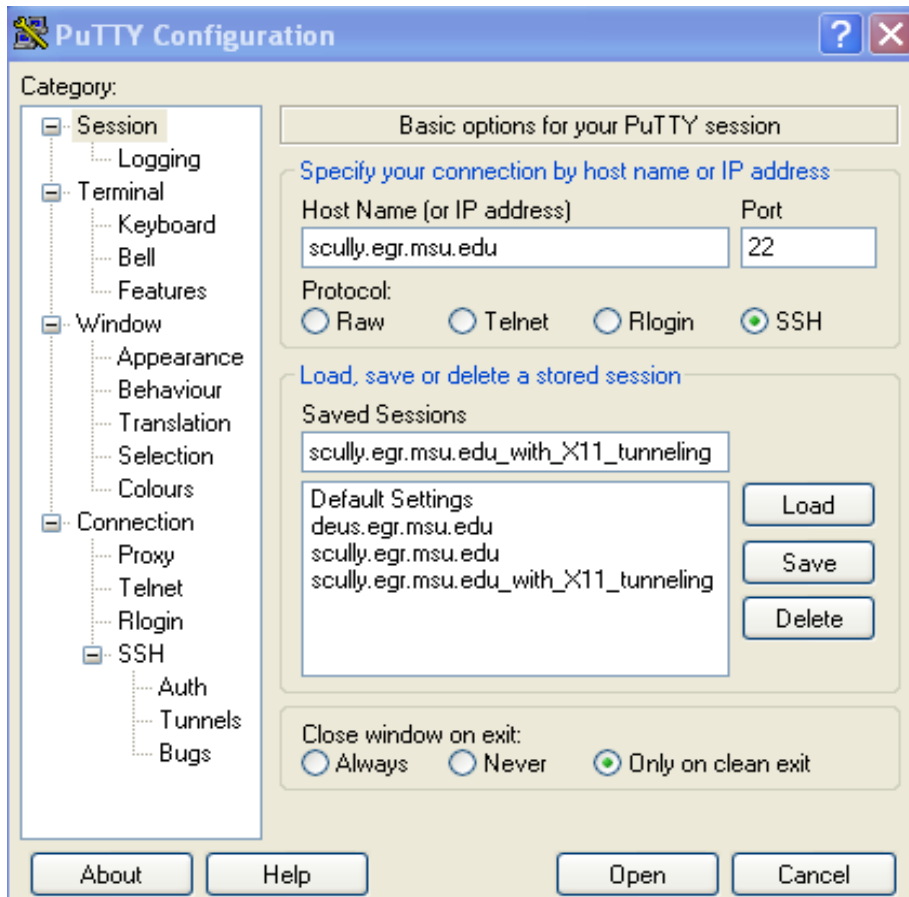 PuTTY Configuration
Category:
Session
Logging
Terminal
Keyboard
Bell
Features
Window
Appearance
Behaviour
Translation
Selection
Colours
Connection
Proxy
Telnet
Rlogin
SSH
Auth
Tunnels
Bugs
Basic options for your PuTTY session
Specify your connection by host name or IP address
Host Name (or IP address) Port
scully.egr.msu.edu 22
Protocol:
Raw Telnet Rlogin SSH
Load, save or delete a stored session
Saved Sessions
scully.egr.msu.edu_with_X11_tunneling
Default Settings
deus.egr.msu.edu
scully.egr.msu.edu
scully.egr.msu.edu_with_X11_tunneling
Load
Save
Delete
Close window on exit:
Always Never Only on clean exit
About Help Open Cancel